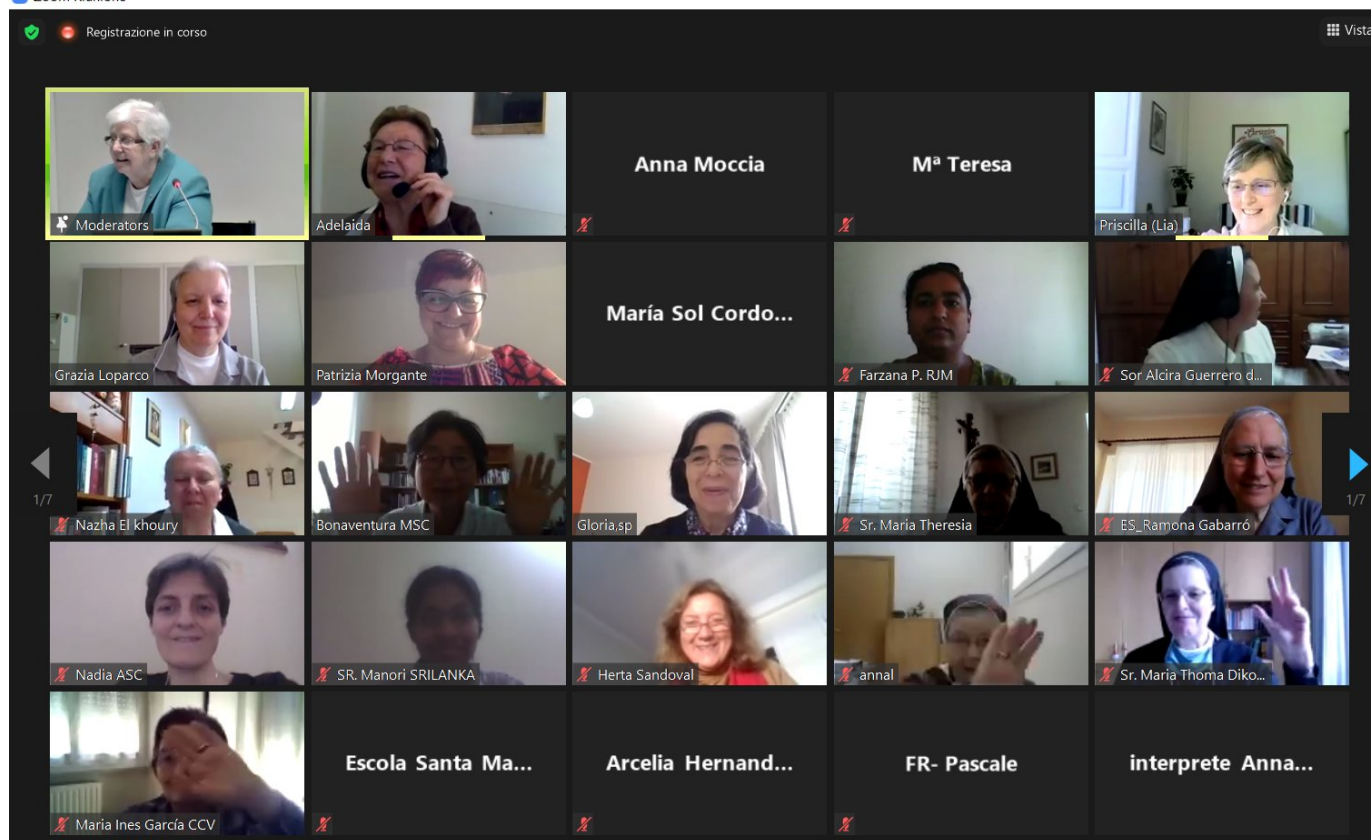 Registrazione in corso
Vista
Moderators
Adelaida
Anna Moccia
Mª Teresa
Priscilla (Lia)
Grazia Loparco
Patrizia Morgante
María Sol Cordo...
Farzana P. RJM
Sor Alcira Guerrero d...
1/7
Nazha El khoury
Bonaventura MSC
Gloria,sp
Sr. Maria Theresia
ES_Ramona Gabarró
1/7
Nadia ASC
SR. Manori SRILANKA
Herta Sandoval
annal
Sr. Maria Thoma Diko...
Maria Ines García CCV
Escola Santa Ma...
Arcelia Hernand...
FR- Pascale
interprete Anna...